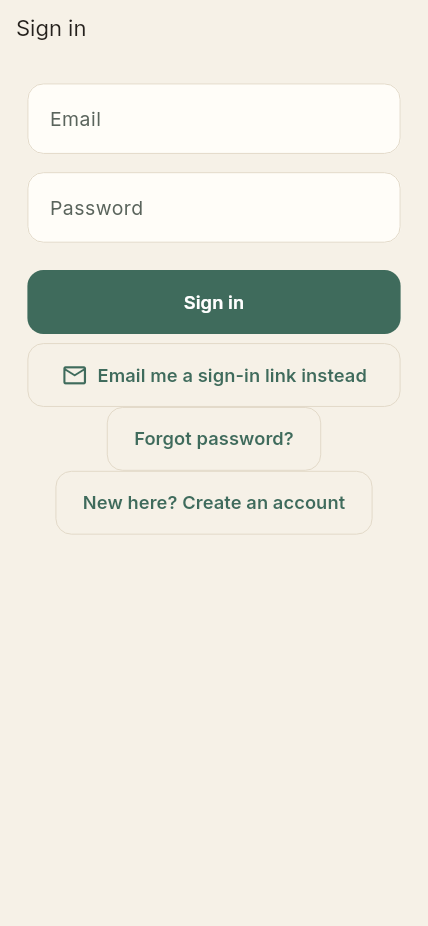 Sign in
Email
Password
Sign in
Email me a sign-in link instead
Forgot password?
New here? Create an account